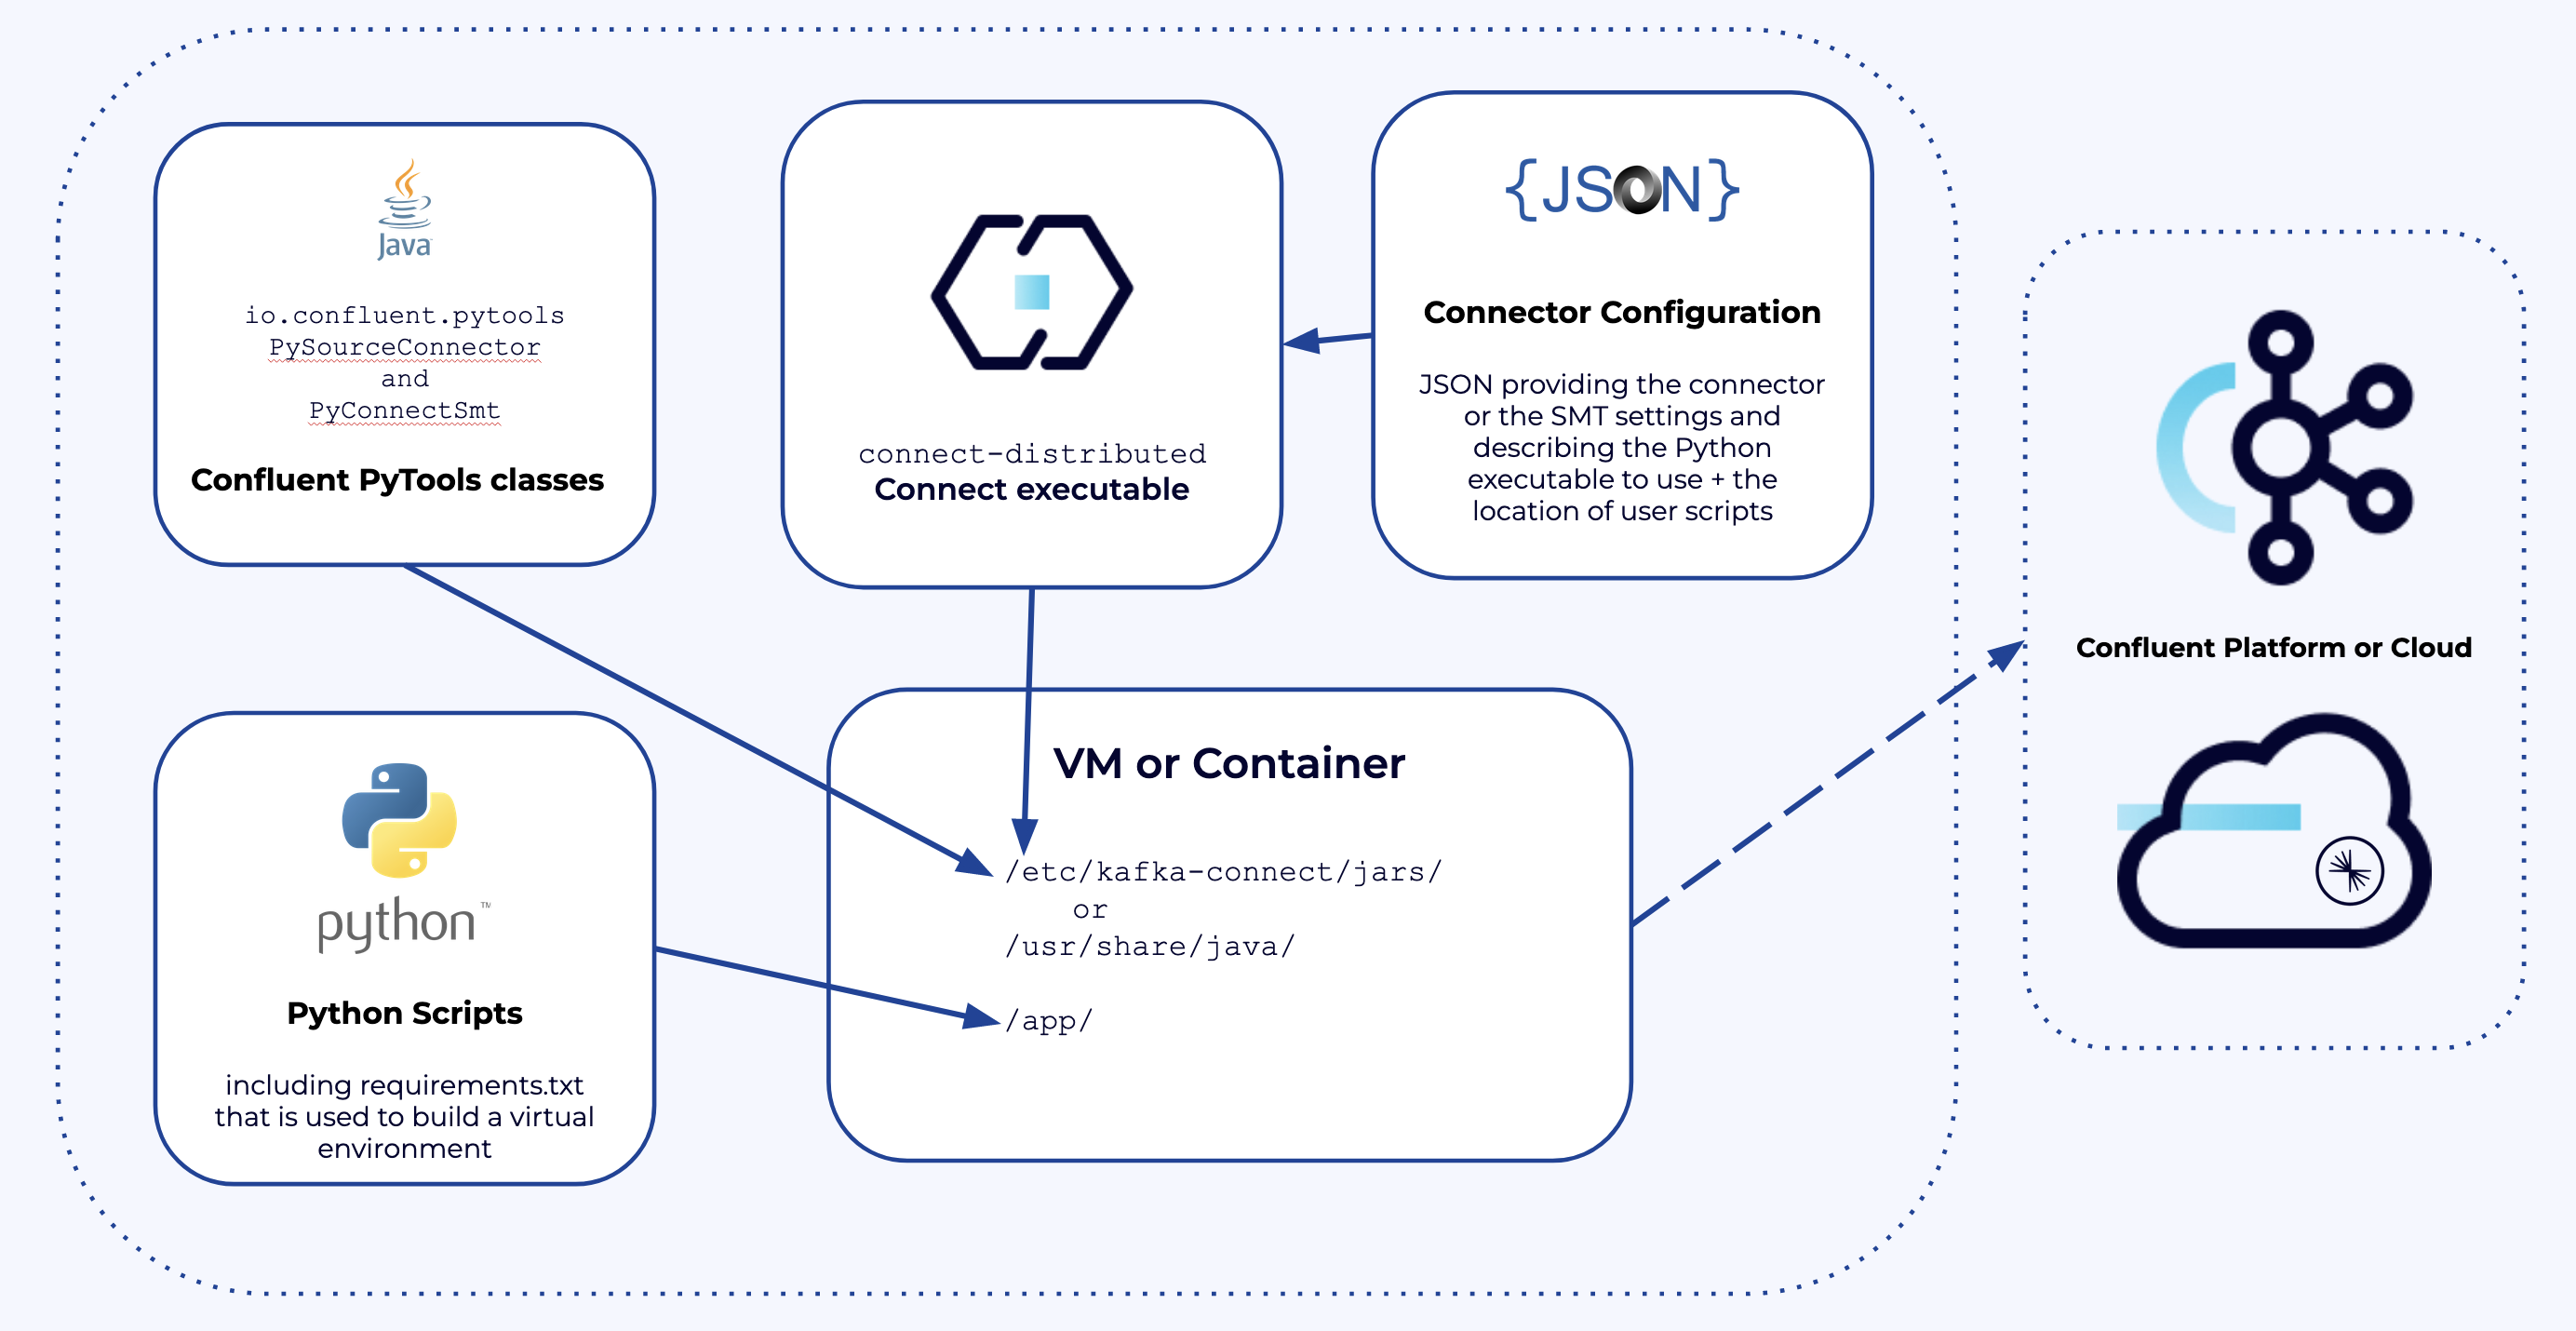 Java
io.confluent.pytools
PySourceConnector
and
PyConnectSmt
Confluent PyTools classes
connect-distributed
Connect executable
{JSON}
Connector Configuration
JSON providing the connector
or the SMT settings and
describing the Python
executable to use + the
location of user scripts
python™
Python Scripts
including requirements.txt
that is used to build a virtual
environment
VM or Container
/etc/kafka-connect/jars/
or
/usr/share/java/
/app/
Confluent Platform or Cloud